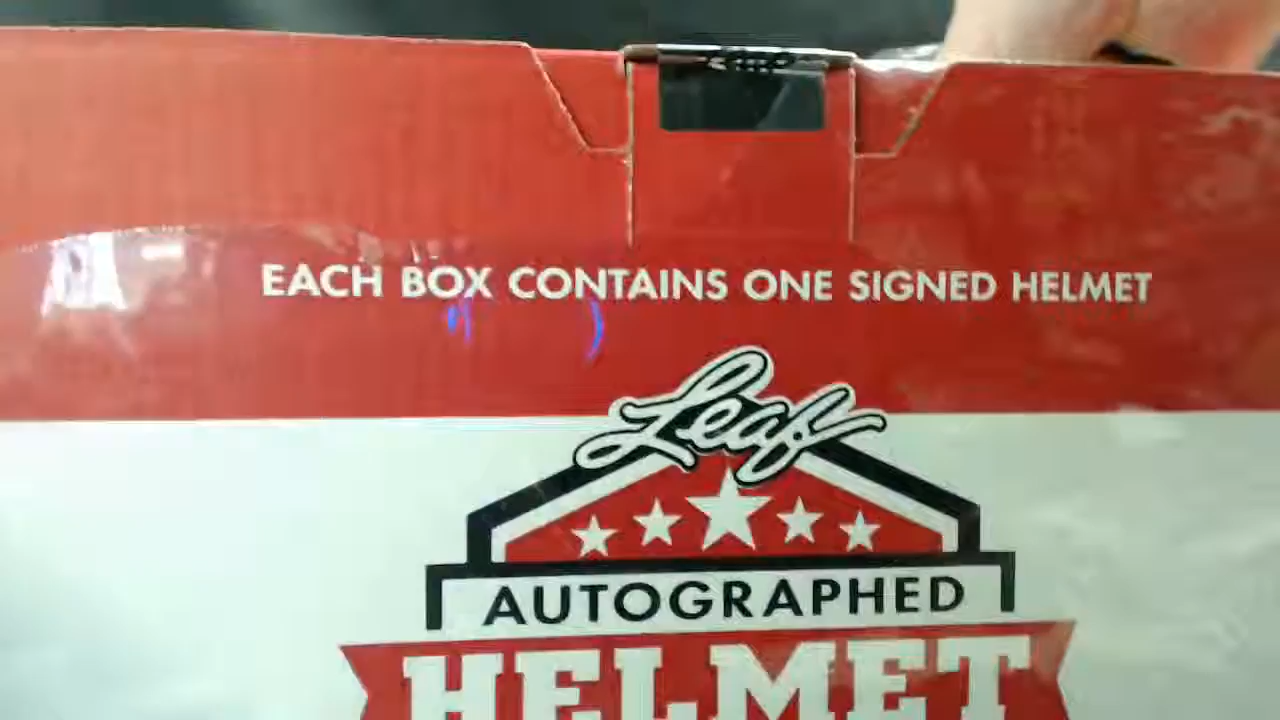 EACH BOX CONTAINS ONE SIGNED HELMET
Leaf
AUTOGRAPHED
HELMET